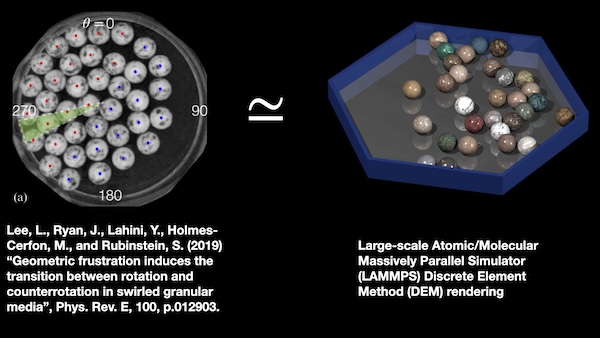 θ = 0
270
90
≃
180
(a)
Lee, L., Ryan, J., Lahini, Y., Holmes-
Cerfon, M., and Rubinstein, S. (2019)
“Geometric frustration induces the
transition between rotation and
counterrotation in swirled granular
media”, Phys. Rev. E, 100, p.012903.
Large-scale Atomic/Molecular
Massively Parallel Simulator
(LAMMPS) Discrete Element
Method (DEM) rendering